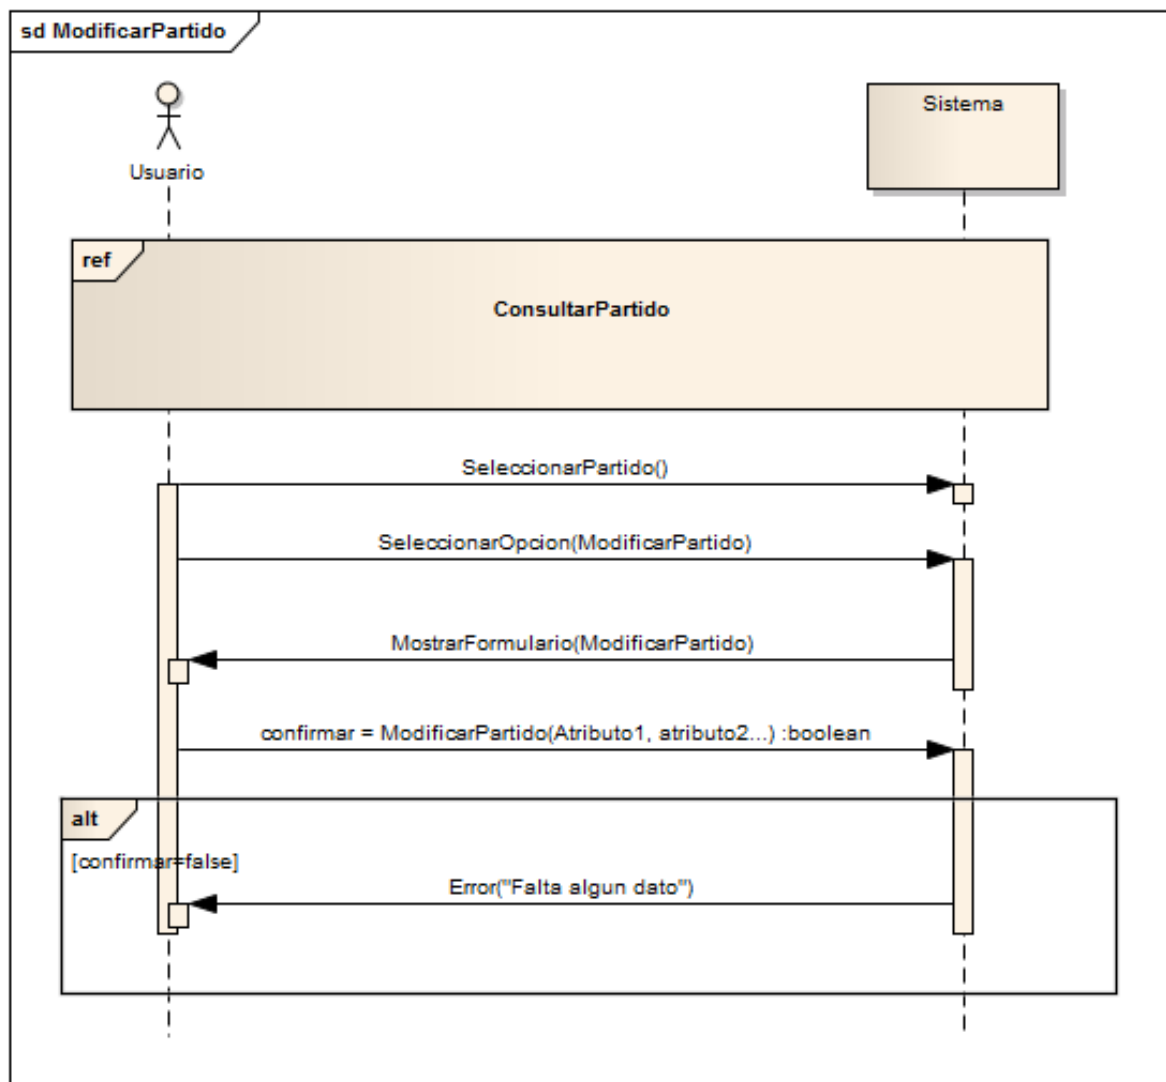 sd ModificarPartido
Usuario
Sistema
ref
ConsultarPartido
SeleccionarPartido()
SeleccionarOpcion(ModificarPartido)
MostrarFormulario(ModificarPartido)
confirmar = ModificarPartido(Atributo1, atributo2...) :boolean
alt
[confirmar=false]
Error("Falta algun dato")